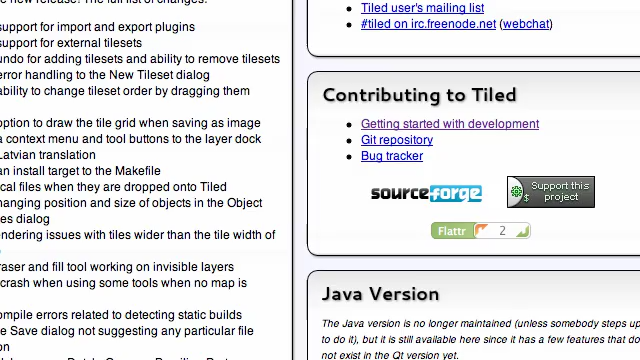 e new release! The full list of changes:
support for import and export plugins
support for external tilesets
undo for adding tilesets and ability to remove tilesets
error handling to the New Tileset dialog
ability to change tileset order by dragging them
option to draw the tile grid when saving as image
a context menu and tool buttons to the layer dock
Latvian translation
an install target to the Makefile
cal files when they are dropped onto Tiled
hanging position and size of objects in the Object
es dialog
ndering issues with tiles wider than the tile width of
raser and fill tool working on invisible layers
crash when using some tools when no map is
ompile errors related to detecting static builds
e Save dialog not suggesting any particular file
on
Tiled user's mailing list
#tiled on irc.freenode.net (webchat)
Contributing to Tiled
Getting started with development
Git repository
Bug tracker
sourceforge
Support this
$ project
Flattr 2
Java Version
The Java version is no longer maintained (unless somebody steps up
to do it), but it is still available here since it has a few features that do
not exist in the Qt version yet.